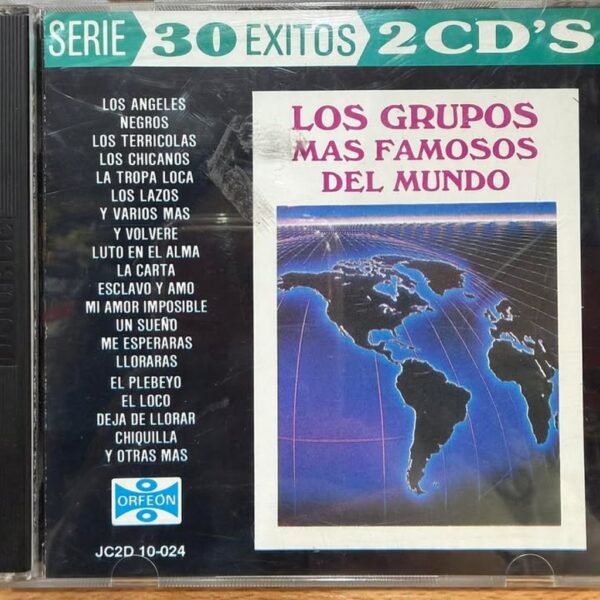 SERIE 30 EXITOS 2 CD'S
LOS ANGELES
NEGROS
LOS TERRICOLAS
LOS CHICANOS
LA TROPA LOCA
LOS LAZOS
Y VARIOS MAS
Y VOLVERE
LUTO EN EL ALMA
LA CARTA
ESCLAVO Y AMO
MI AMOR IMPOSIBLE
UN SUEÑO
ME ESPERARAS
LLORARAS
EL PLEBEYO
EL LOCO
DEJA DE LLORAR
CHIQUILLA
Y OTRAS MAS
ORFEON
JC2D 10-024
LOS GRUPOS
MAS FAMOSOS
DEL MUNDO